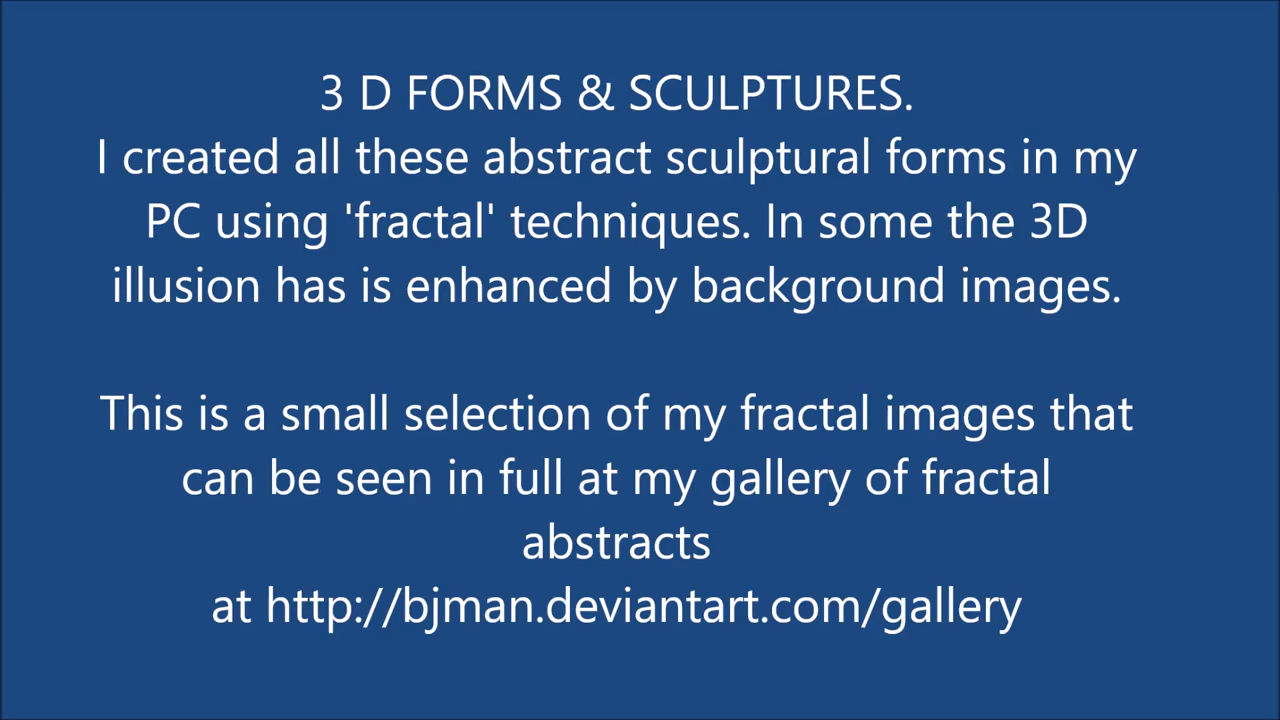 3 D FORMS & SCULPTURES.
I created all these abstract sculptural forms in my
PC using 'fractal' techniques. In some the 3D
illusion has is enhanced by background images.
This is a small selection of my fractal images that
can be seen in full at my gallery of fractal
abstracts
at http://bjman.deviantart.com/gallery